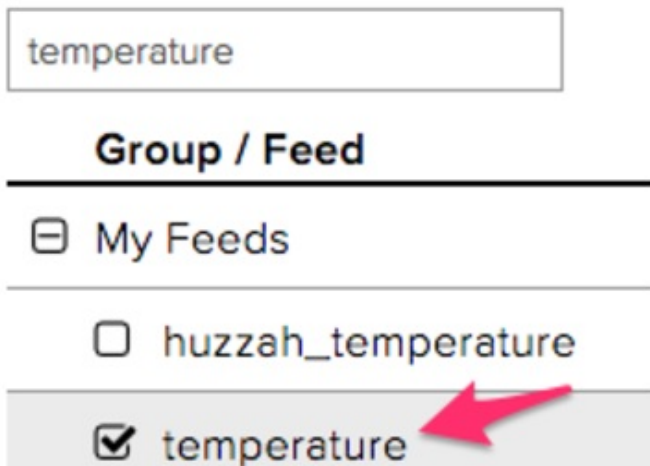 temperature
Group / Feed
My Feeds
huzzah_temperature
temperature